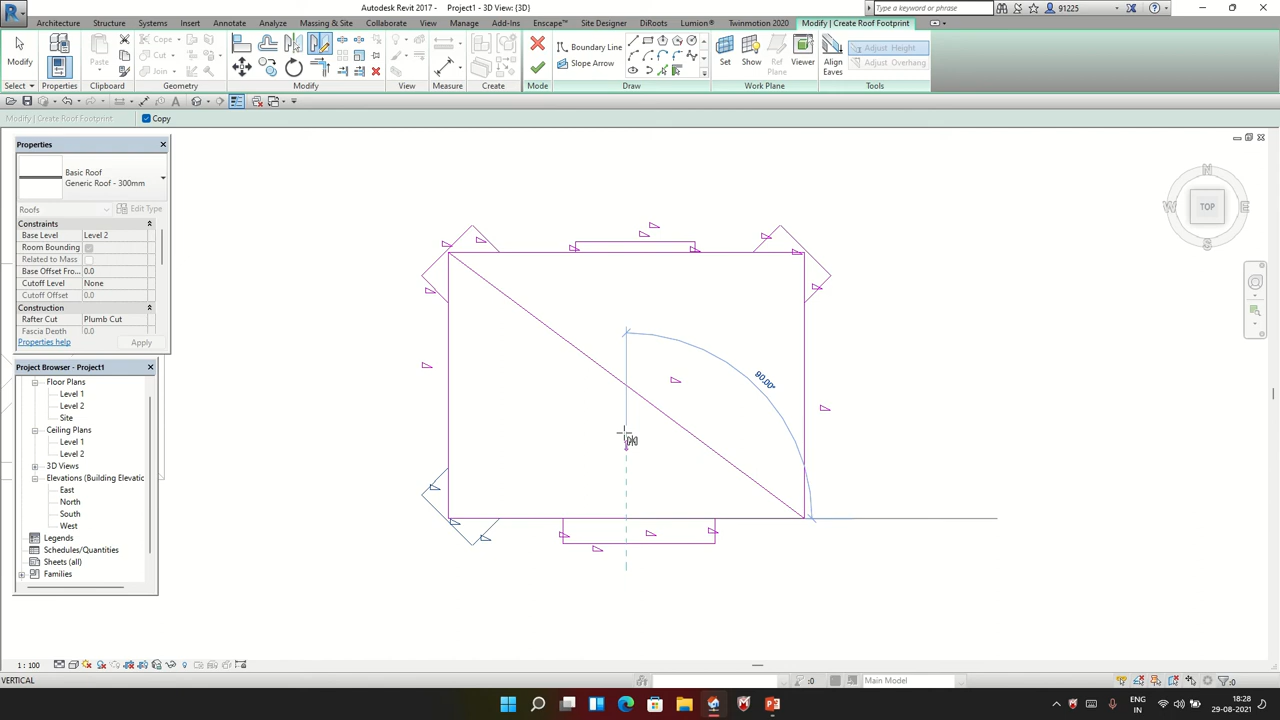 Autodesk Revit 2017 - Project1 - 3D View: {3D}
Type a keyword or phrase
91225
Architecture Structure Systems Insert Annotate Analyze Massing & Site Collaborate View Manage Add-Ins Enscape™ Site Designer DiRoots Lumion® Twinmotion 2020 Modify | Create Roof Footprint
Modify
Paste
Cope
Cut
Join
Boundary Line
Slope Arrow
Set Show Ref Plane Viewer
Align Eaves
Adjust Height
Adjust Overhang
Select Properties Clipboard Geometry Modify View Measure Create Mode Draw Work Plane Tools
Modify | Create Roof Footprint
Copy
Properties
Basic Roof
Generic Roof - 300mm
Roofs
Edit Type
Constraints
Base Level Level 2
Room Bounding
Related to Mass
Base Offset Fro... 0.0
Cutoff Level None
Cutoff Offset 0.0
Construction
Rafter Cut Plumb Cut
Fascia Depth 0.0
Properties help
Apply
Project Browser - Project1
Floor Plans
Level 1
Level 2
Site
Ceiling Plans
Level 1
Level 2
3D Views
Elevations (Building Elevatio
East
North
South
West
Legends
Schedules/Quantities
Sheets (all)
Families
90.00°
N
W
TOP
E
S
1 : 100
VERTICAL
:0
Main Model
:0
ENG
IN
18:28
29-08-2021